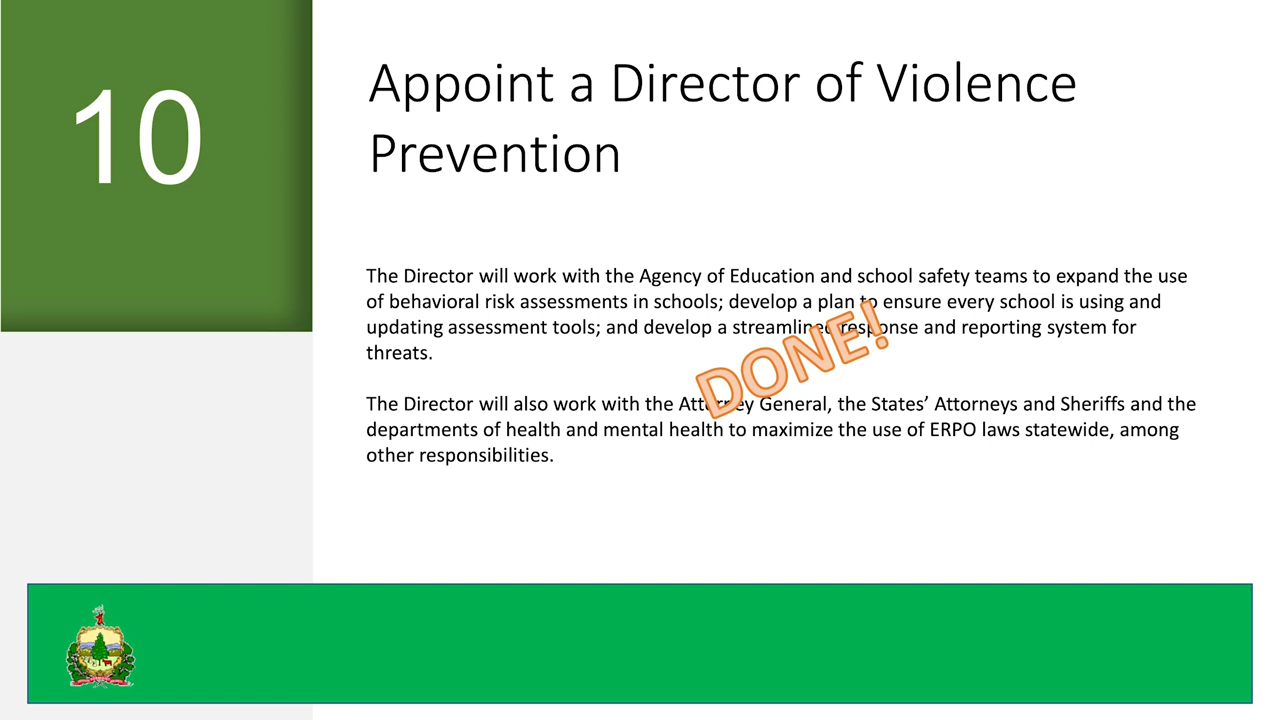 10
Appoint a Director of Violence
Prevention
The Director will work with the Agency of Education and school safety teams to expand the use
of behavioral risk assessments in schools; develop a plan to ensure every school is using and
updating assessment tools; and develop a streamlined response and reporting system for
threats.
DONE!
The Director will also work with the Attorney General, the States’ Attorneys and Sheriffs and the
departments of health and mental health to maximize the use of ERPO laws statewide, among
other responsibilities.